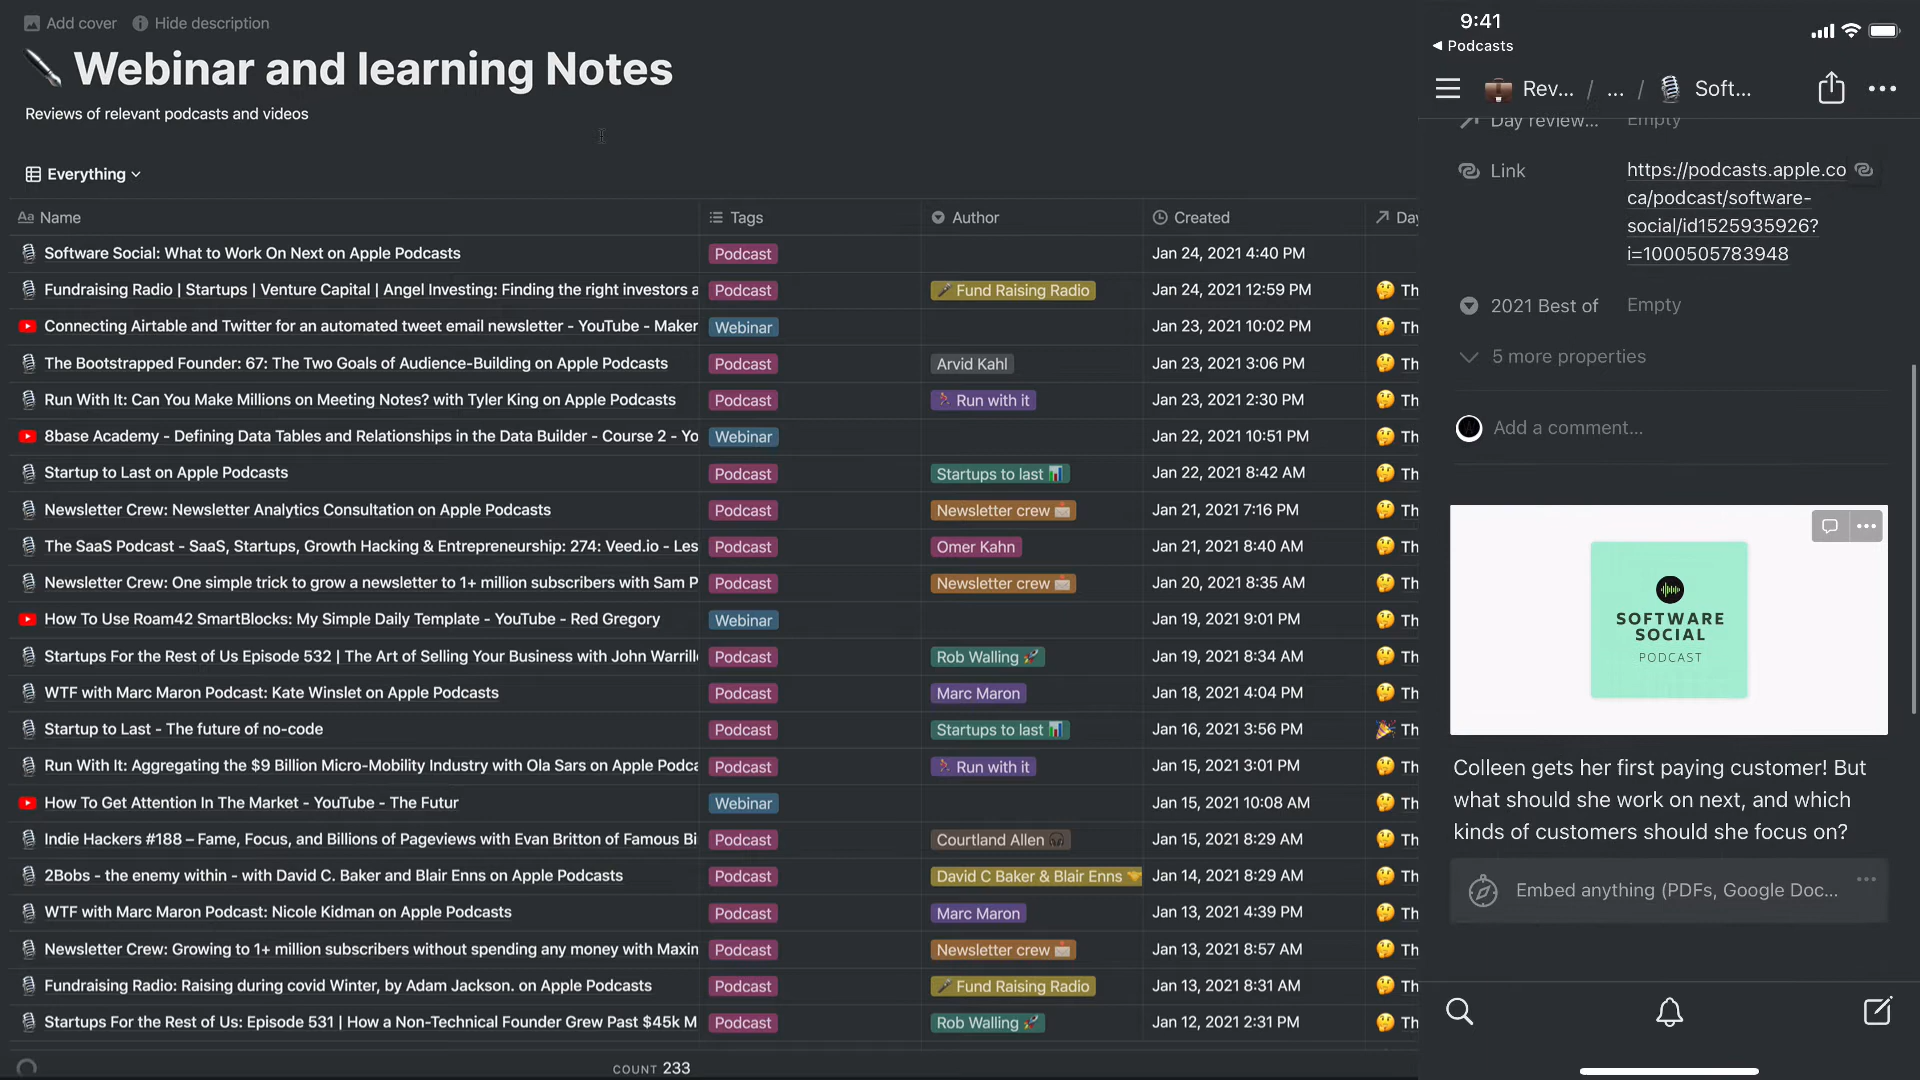 Add cover Hide description
Webinar and learning Notes
Reviews of relevant podcasts and videos
Everything
Aa Name Tags Author Created Day
Software Social: What to Work On Next on Apple Podcasts Podcast Jan 24, 2021 4:40 PM
Fundraising Radio | Startups | Venture Capital | Angel Investing: Finding the right investors a Podcast Fund Raising Radio Jan 24, 2021 12:59 PM Th
Connecting Airtable and Twitter for an automated tweet email newsletter - YouTube - Maker Webinar Jan 23, 2021 10:02 PM Th
The Bootstrapped Founder: 67: The Two Goals of Audience-Building on Apple Podcasts Podcast Arvid Kahl Jan 23, 2021 3:06 PM Th
Run With It: Can You Make Millions on Meeting Notes? with Tyler King on Apple Podcasts Podcast Run with it Jan 23, 2021 2:30 PM Th
8base Academy - Defining Data Tables and Relationships in the Data Builder - Course 2 - Yo Webinar Jan 22, 2021 10:51 PM Th
Startup to Last on Apple Podcasts Podcast Startups to last Jan 22, 2021 8:42 AM Th
Newsletter Crew: Newsletter Analytics Consultation on Apple Podcasts Podcast Newsletter crew Jan 21, 2021 7:16 PM Th
The SaaS Podcast - SaaS, Startups, Growth Hacking & Entrepreneurship: 274: Veed.io - Les Podcast Omer Kahn Jan 21, 2021 8:40 AM Th
Newsletter Crew: One simple trick to grow a newsletter to 1+ million subscribers with Sam P Podcast Newsletter crew Jan 20, 2021 8:35 AM Th
How To Use Roam42 SmartBlocks: My Simple Daily Template - YouTube - Red Gregory Webinar Jan 19, 2021 9:01 PM Th
Startups For the Rest of Us Episode 532 | The Art of Selling Your Business with John Warrill Podcast Rob Walling Jan 19, 2021 8:34 AM Th
WTF with Marc Maron Podcast: Kate Winslet on Apple Podcasts Podcast Marc Maron Jan 18, 2021 4:04 PM Th
Startup to Last - The future of no-code Podcast Startups to last Jan 16, 2021 3:56 PM Th
Run With It: Aggregating the $9 Billion Micro-Mobility Industry with Ola Sars on Apple Podca Podcast Run with it Jan 15, 2021 3:01 PM Th
How To Get Attention In The Market - YouTube - The Futur Webinar Jan 15, 2021 10:08 AM Th
Indie Hackers #188 – Fame, Focus, and Billions of Pageviews with Evan Britton of Famous Bi Podcast Courtland Allen Jan 15, 2021 8:29 AM Th
2Bobs - the enemy within - with David C. Baker and Blair Enns on Apple Podcasts Podcast David C Baker & Blair Enns Jan 14, 2021 8:29 AM Th
WTF with Marc Maron Podcast: Nicole Kidman on Apple Podcasts Podcast Marc Maron Jan 13, 2021 4:39 PM Th
Newsletter Crew: Growing to 1+ million subscribers without spending any money with Maxin Podcast Newsletter crew Jan 13, 2021 8:57 AM Th
Fundraising Radio: Raising during covid Winter, by Adam Jackson. on Apple Podcasts Podcast Fund Raising Radio Jan 13, 2021 8:31 AM Th
Startups For the Rest of Us: Episode 531 | How a Non-Technical Founder Grew Past $45k M Podcast Rob Walling Jan 12, 2021 2:31 PM Th
COUNT 233
9:41
Podcasts
Rev... / ... / Soft...
Day review... Empty
Link https://podcasts.apple.co
ca/podcast/software-
social/id1525935926?
i=1000505783948
2021 Best of Empty
5 more properties
Add a comment...
SOFTWARE
SOCIAL
PODCAST
Colleen gets her first paying customer! But
what should she work on next, and which
kinds of customers should she focus on?
Embed anything (PDFs, Google Doc...